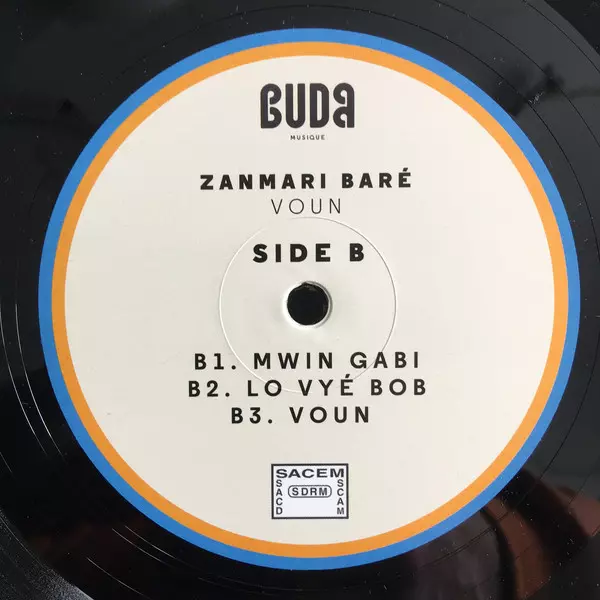 BUDA
MUSIQUE
ZANMARI BARÉ
VOUN
SIDE B
B1. MWIN GABI
B2. LO VYÉ BOB
B3. VOUN
SACEM
SACD
SDRM
SCAM